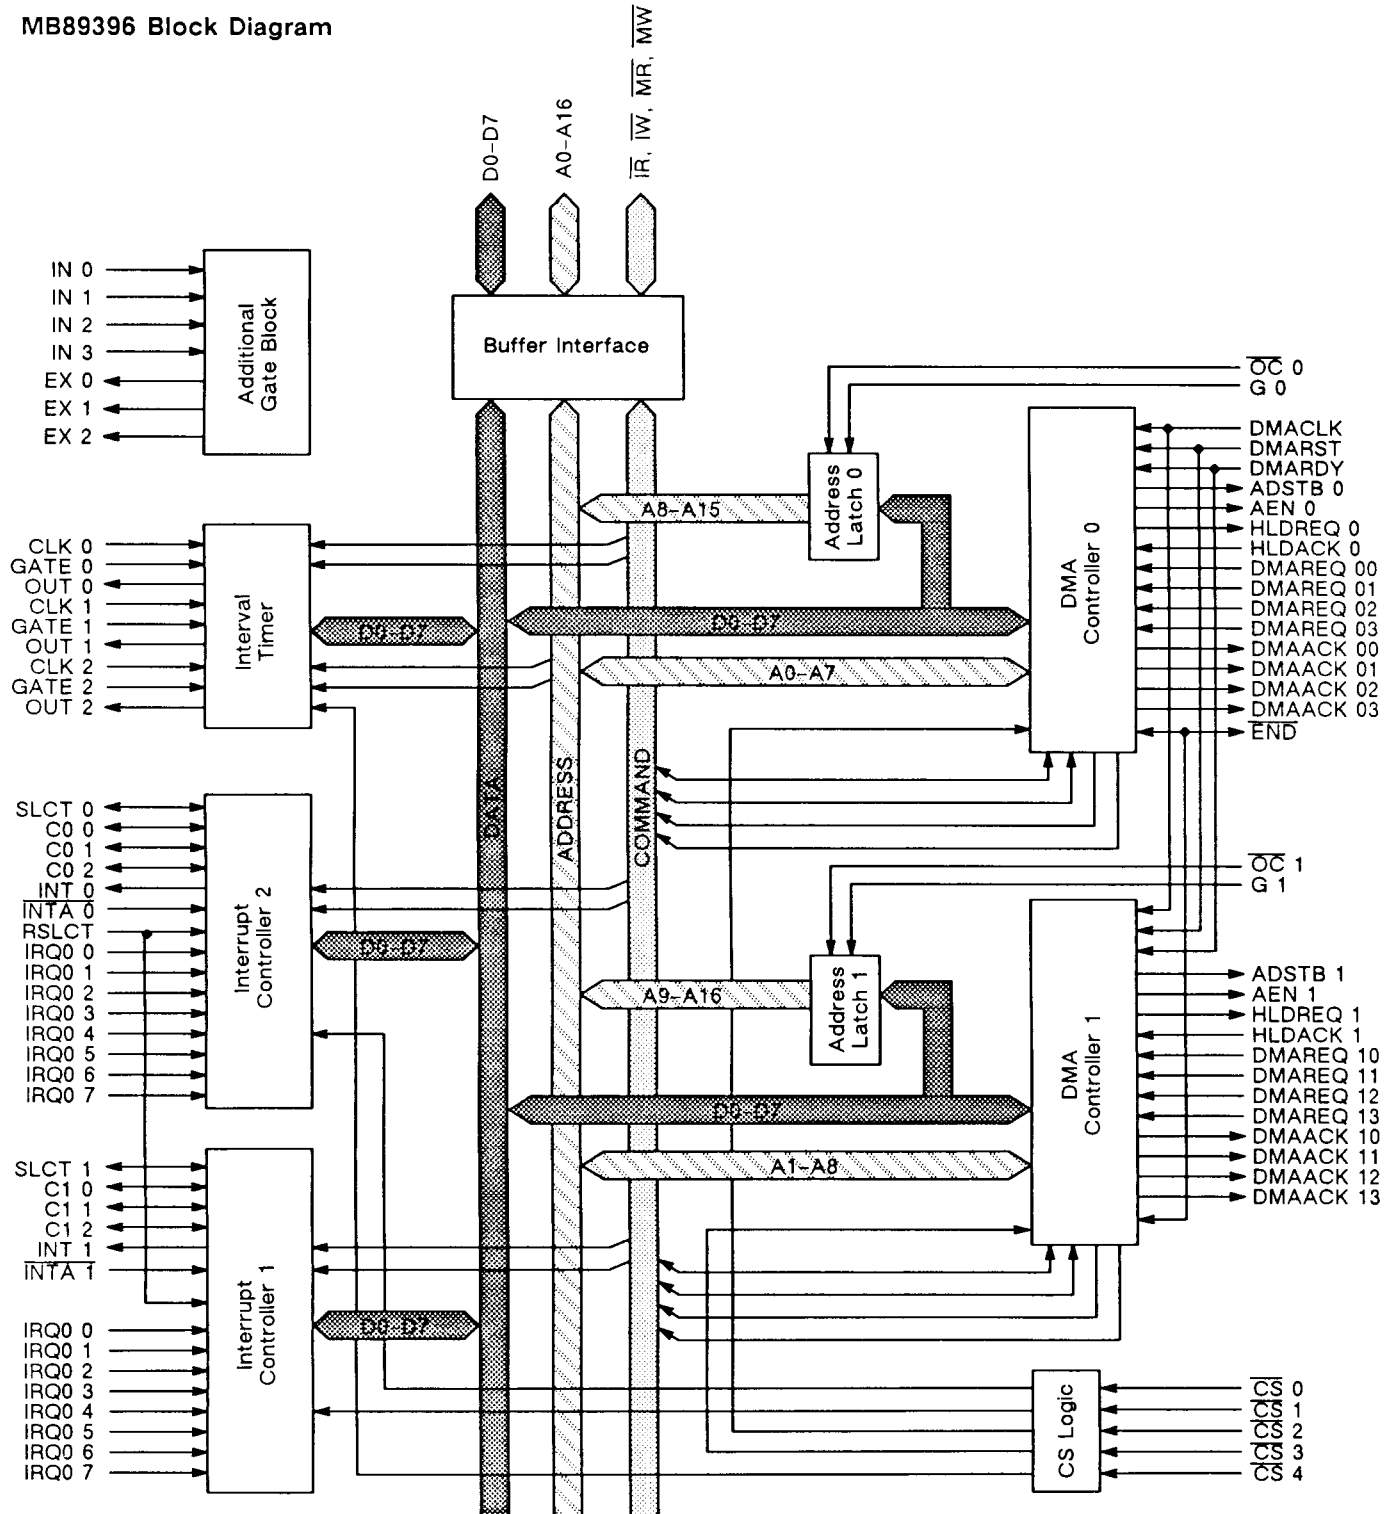 MB89396 Block Diagram
D0-D7
A0-A16
IR, IW, MR, MW
IN 0
IN 1
IN 2
IN 3
EX 0
EX 1
EX 2
Additional
Gate Block
Buffer Interface
OC 0
G 0
Address
Latch 0
A8-A15
D0-D7
A0-A7
DMA
Controller 0
DMACLK
DMARST
DMARDY
ADSTB 0
AEN 0
HLDREQ 0
HLDACK 0
DMAREQ 00
DMAREQ 01
DMAREQ 02
DMAREQ 03
DMAACK 00
DMAACK 01
DMAACK 02
DMAACK 03
END
CLK 0
GATE 0
OUT 0
CLK 1
GATE 1
OUT 1
CLK 2
GATE 2
OUT 2
Interval
Timer
D0-D7
DATA
ADDRESS
COMMAND
SLCT 0
C0 0
C0 1
C0 2
INT 0
INTA 0
RSLCT
IRQ0 0
IRQ0 1
IRQ0 2
IRQ0 3
IRQ0 4
IRQ0 5
IRQ0 6
IRQ0 7
Interrupt
Controller 2
D0-D7
OC 1
G 1
Address
Latch 1
A9-A16
D0-D7
A1-A8
DMA
Controller 1
ADSTB 1
AEN 1
HLDREQ 1
HLDACK 1
DMAREQ 10
DMAREQ 11
DMAREQ 12
DMAREQ 13
DMAACK 10
DMAACK 11
DMAACK 12
DMAACK 13
SLCT 1
C1 0
C1 1
C1 2
INT 1
INTA 1
IRQ0 0
IRQ0 1
IRQ0 2
IRQ0 3
IRQ0 4
IRQ0 5
IRQ0 6
IRQ0 7
Interrupt
Controller 1
D0-D7
CS Logic
CS 0
CS 1
CS 2
CS 3
CS 4